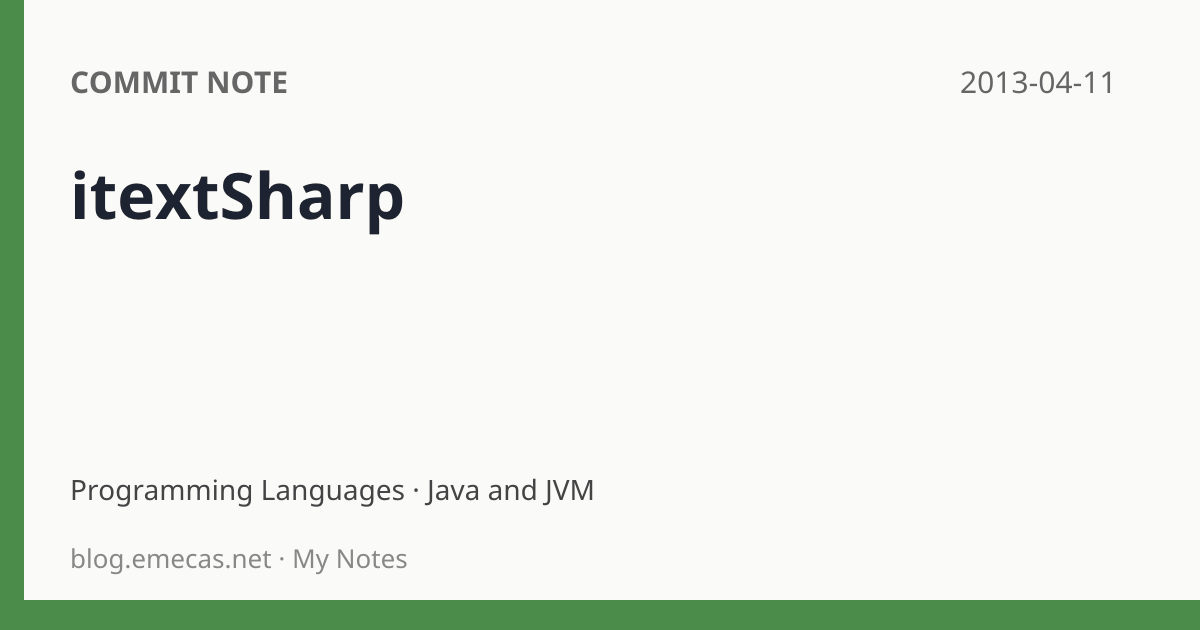 COMMIT NOTE
2013-04-11
itextSharp
Programming Languages · Java and JVM
blog.emecas.net · My Notes